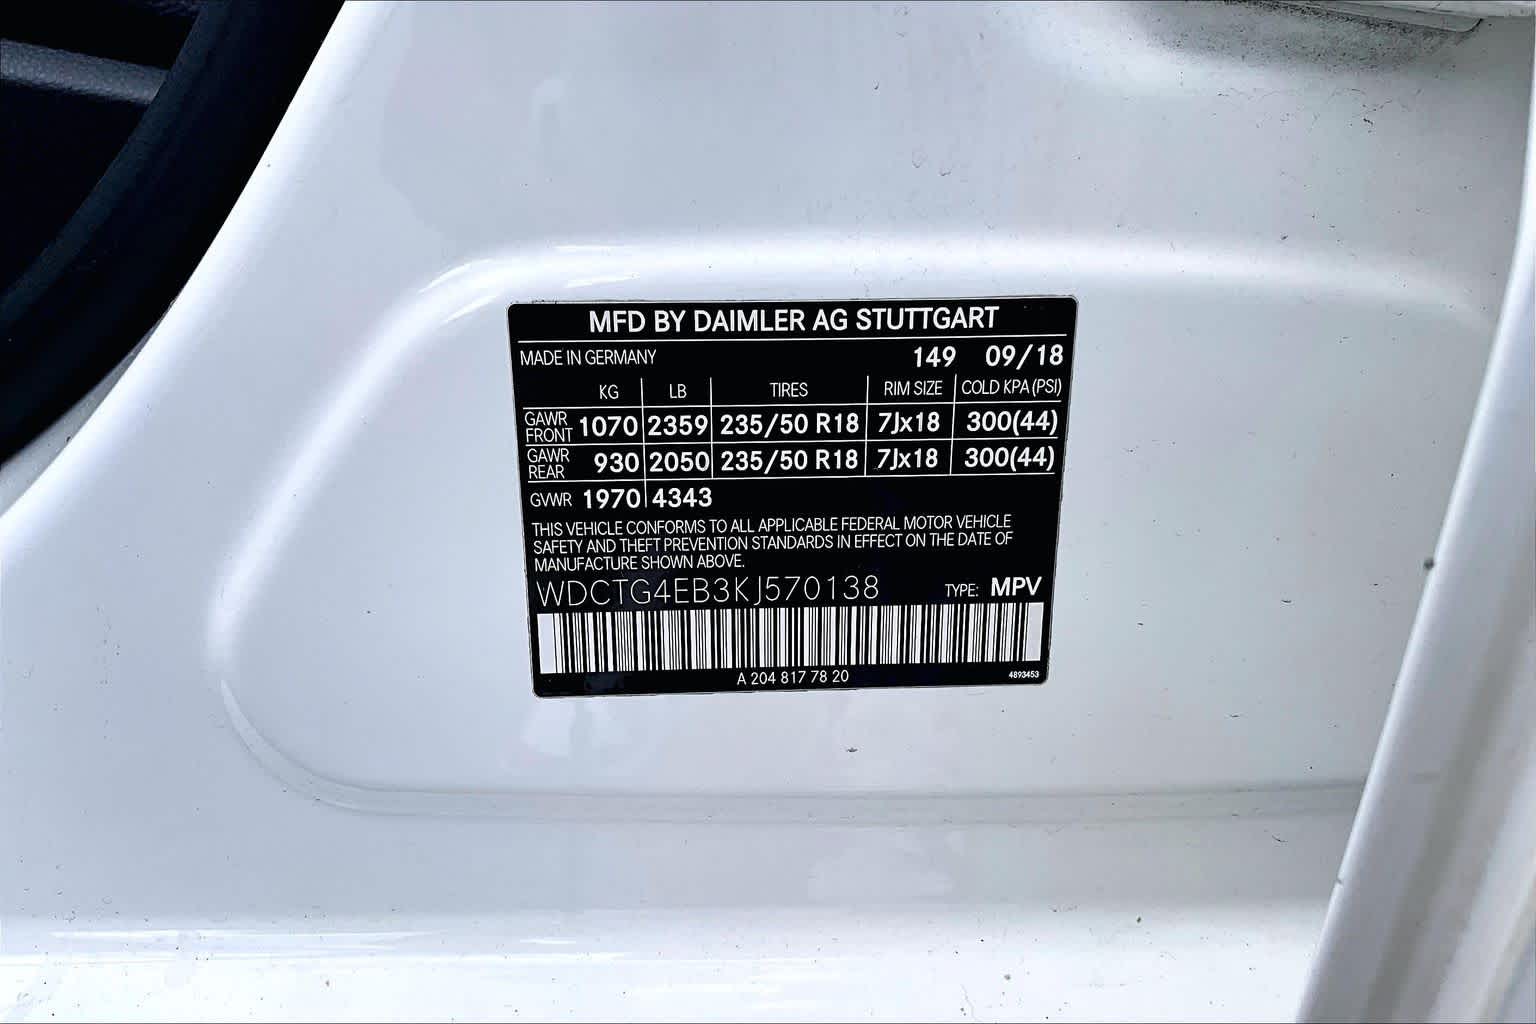 MFD BY DAIMLER AG STUTTGART
MADE IN GERMANY 149 09/18
KG LB TIRES RIM SIZE COLD KPA (PSI)
GAWR FRONT 1070 2359 235/50 R18 7Jx18 300(44)
GAWR REAR 930 2050 235/50 R18 7Jx18 300(44)
GVWR 1970 4343
THIS VEHICLE CONFORMS TO ALL APPLICABLE FEDERAL MOTOR VEHICLE
SAFETY AND THEFT PREVENTION STANDARDS IN EFFECT ON THE DATE OF
MANUFACTURE SHOWN ABOVE.
WDCTG4EB3KJ570138 TYPE: MPV
A 204 817 78 20 4893453